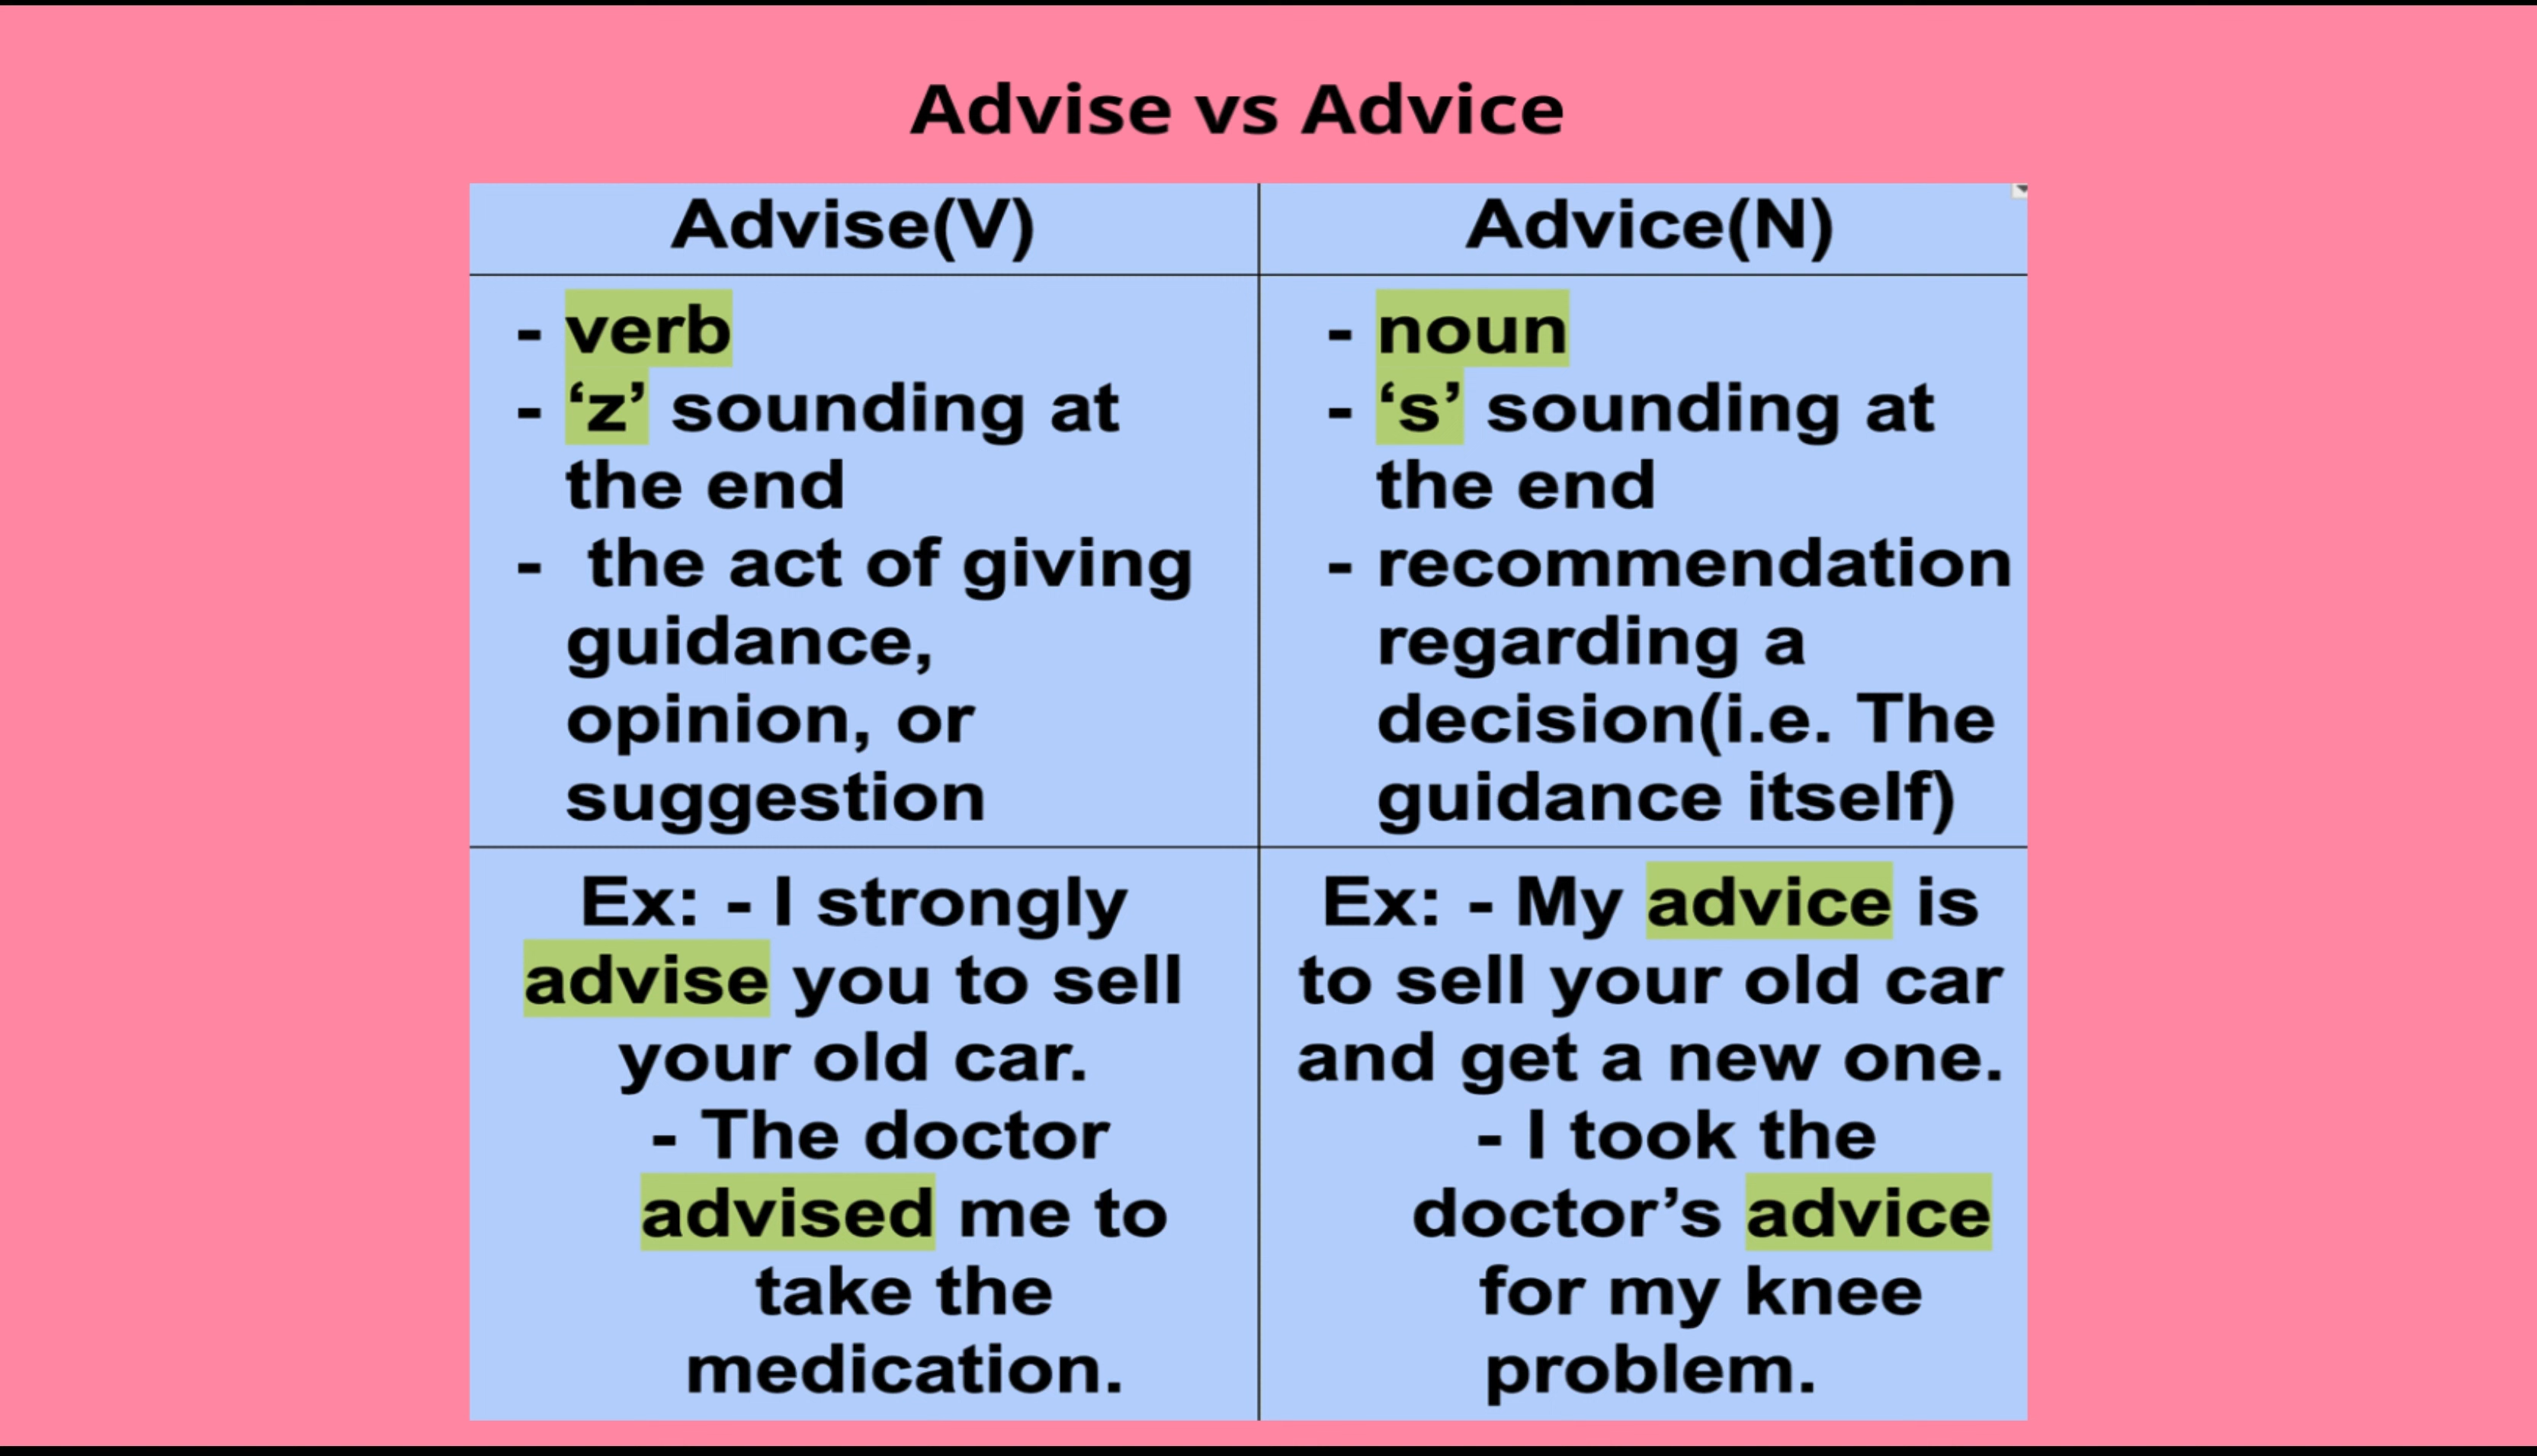 Advise vs Advice
Advise(V)
- verb
- ‘z’ sounding at
the end
- the act of giving
guidance,
opinion, or
suggestion
Ex: - I strongly
advise you to sell
your old car.
- The doctor
advised me to
take the
medication.
Advice(N)
- noun
- ‘s’ sounding at
the end
- recommendation
regarding a
decision(i.e. The
guidance itself)
Ex: - My advice is
to sell your old car
and get a new one.
- I took the
doctor’s advice
for my knee
problem.